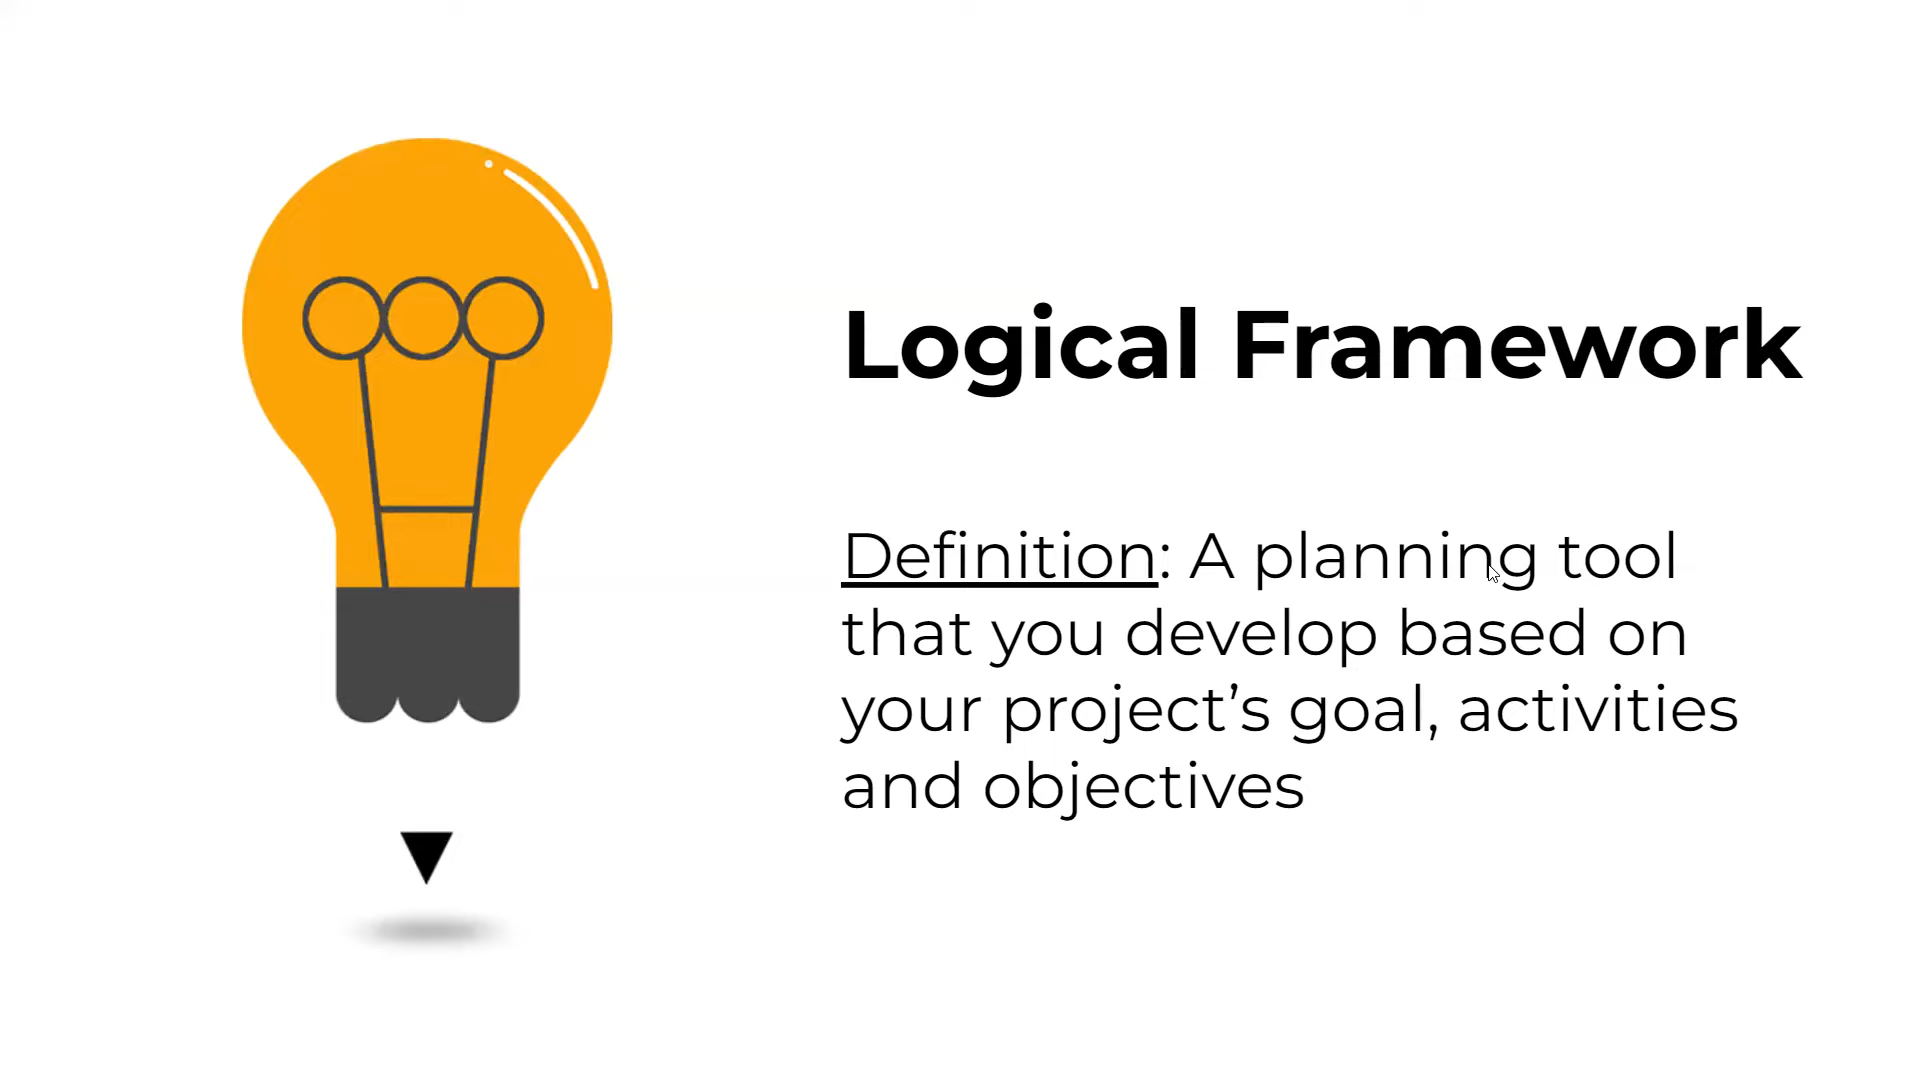 Logical Framework
Definition: A planning tool
that you develop based on
your project’s goal, activities
and objectives